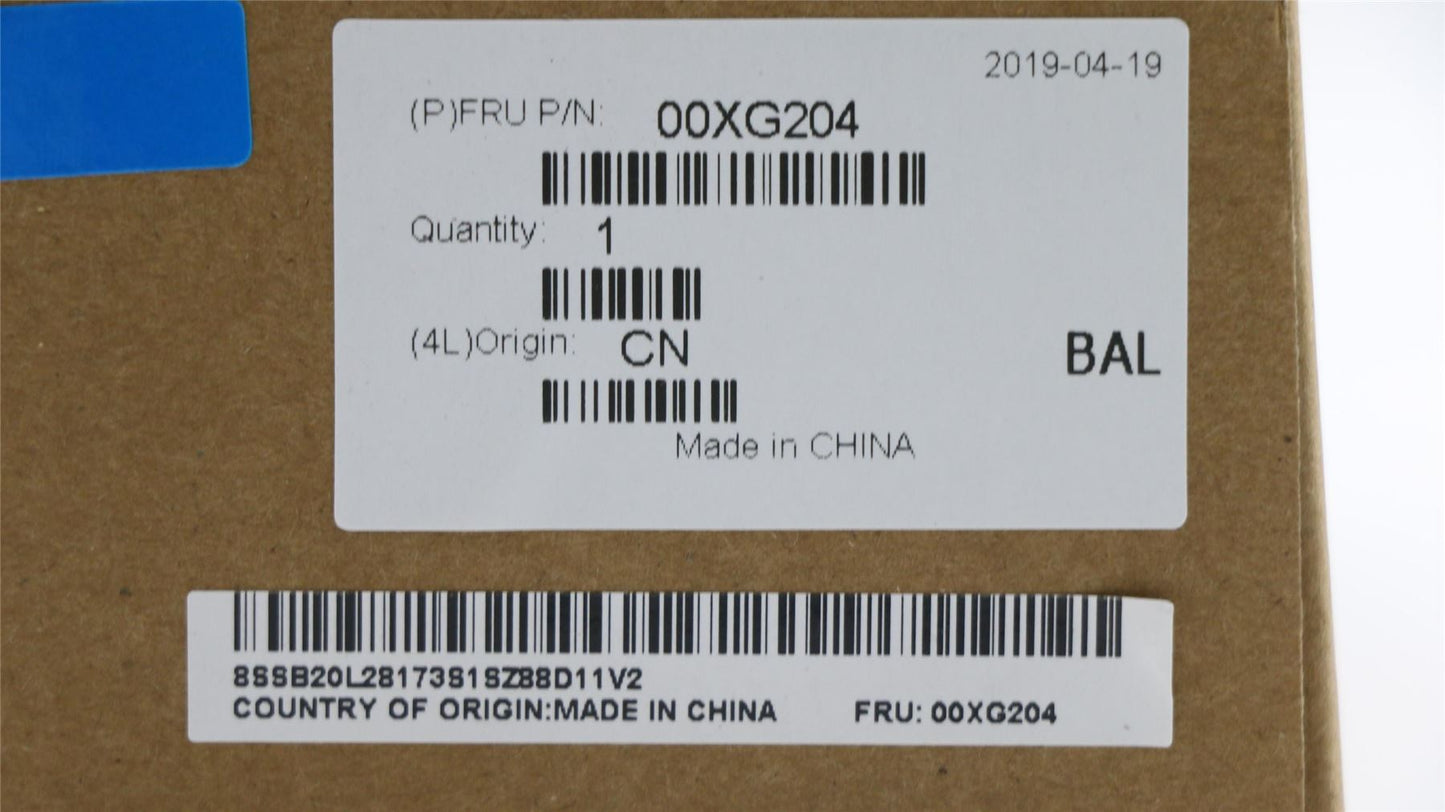 2019-04-19
(P)FRU P/N: 00XG204
Quantity: 1
(4L)Origin: CN
BAL
Made in CHINA
8SSB20L28173S1SZ88D11V2
COUNTRY OF ORIGIN:MADE IN CHINA FRU: 00XG204